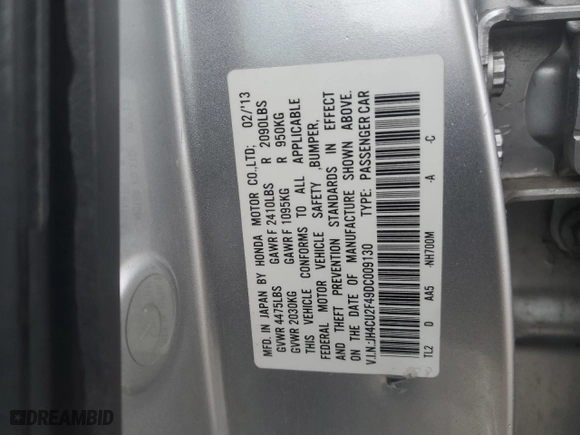 MFD. IN JAPAN BY HONDA MOTOR CO.,LTD; 02/'13
GVWR 4475LBS GAWR F 2410LBS R 2090LBS
GVWR 2030KG GAWR F 1095KG R 950KG
THIS VEHICLE CONFORMS TO ALL APPLICABLE
FEDERAL MOTOR VEHICLE SAFETY ,BUMPER,
AND THEFT PREVENTION STANDARDS IN EFFECT
ON THE DATE OF MANUFACTURE SHOWN ABOVE.
V.I.N.:JH4CU2F49DC009130 TYPE: PASSENGER CAR
TL2 0 AA5 -NH700M -A -C
DREAMBID